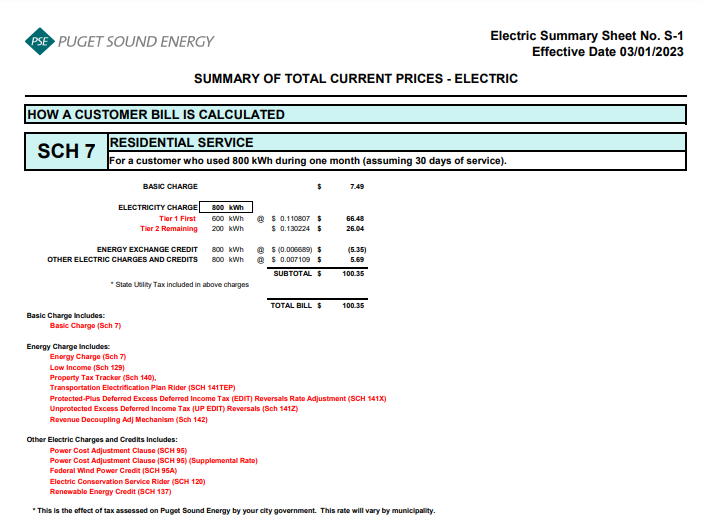 PSE PUGET SOUND ENERGY
Electric Summary Sheet No. S-1
Effective Date 03/01/2023
SUMMARY OF TOTAL CURRENT PRICES - ELECTRIC
HOW A CUSTOMER BILL IS CALCULATED
SCH 7
RESIDENTIAL SERVICE
For a customer who used 800 kWh during one month (assuming 30 days of service).
BASIC CHARGE $ 7.49
ELECTRICITY CHARGE 800 kWh
Tier 1 First 600 kWh @ $ 0.110807 $ 66.48
Tier 2 Remaining 200 kWh @ $ 0.130224 $ 26.04
ENERGY EXCHANGE CREDIT 800 kWh @ $ (0.006689) $ (5.35)
OTHER ELECTRIC CHARGES AND CREDITS 800 kWh @ $ 0.007109 $ 5.69
SUBTOTAL $ 100.35
* State Utility Tax included in above charges
TOTAL BILL $ 100.35
Basic Charge Includes:
Basic Charge (Sch 7)
Energy Charge Includes:
Energy Charge (Sch 7)
Low Income (Sch 129)
Property Tax Tracker (Sch 140),
Transportation Electrification Plan Rider (SCH 141TEP)
Protected-Plus Deferred Excess Deferred Income Tax (EDIT) Reversals Rate Adjustment (SCH 141X)
Unprotected Excess Deferred Income Tax (UP EDIT) Reversals (Sch 141Z)
Revenue Decoupling Adj Mechanism (Sch 142)
Other Electric Charges and Credits Includes:
Power Cost Adjustment Clause (SCH 95)
Power Cost Adjustment Clause (SCH 95) (Supplemental Rate)
Federal Wind Power Credit (SCH 95A)
Electric Conservation Service Rider (SCH 120)
Renewable Energy Credit (SCH 137)
* This is the effect of tax assessed on Puget Sound Energy by your city government. This rate will vary by municipality.